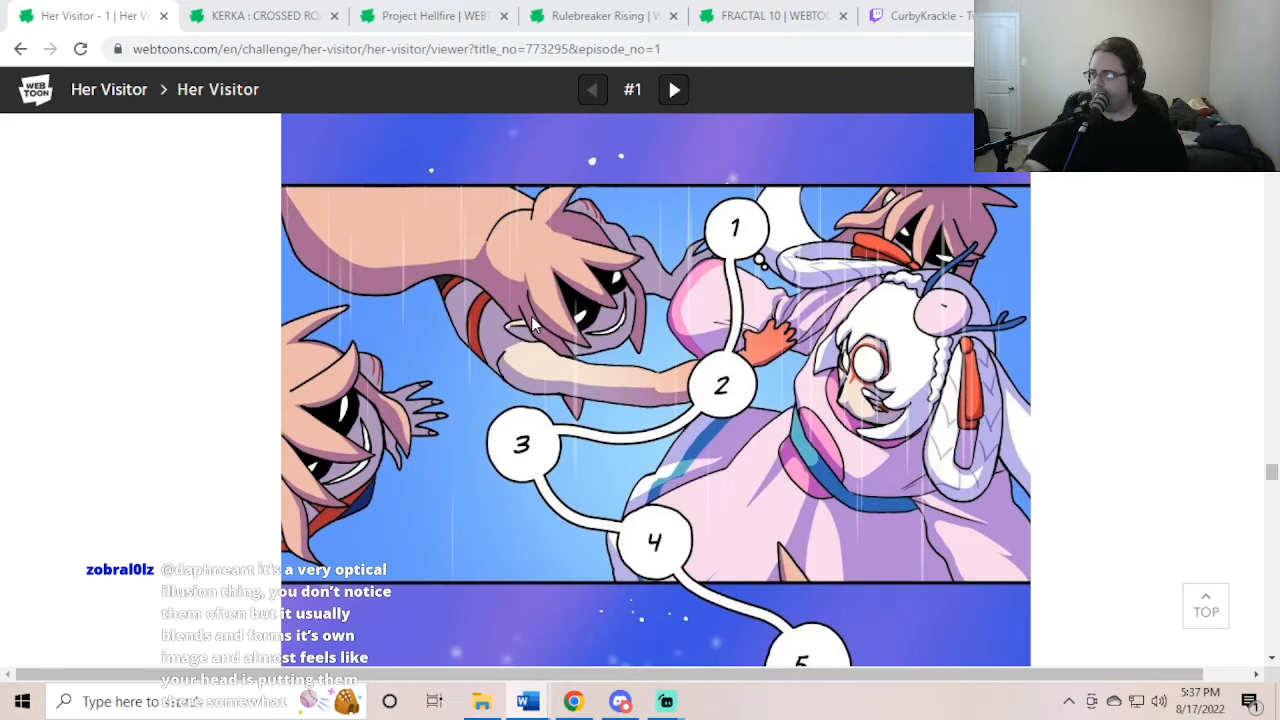 Her Visitor - 1 | Her Vi
KERKA : CROSSED RO
Project Hellfire | WEBT
Rulebreaker Rising | W
FRACTAL 10 | WEBTOO
CurbyKrackle - Tw
webtoons.com/en/challenge/her-visitor/her-visitor/viewer?title_no=773295&episode_no=1
WEB
TOON
Her Visitor > Her Visitor
#1
1
2
3
4
5
zobral0lz @daphneart it's a very optical
illusion thing, you don't notice
them often but it usually
blends and forms it's own
image and almost feels like
your head is putting them
there somewhat
TOP
Type here to
5:37 PM
8/17/2022
1